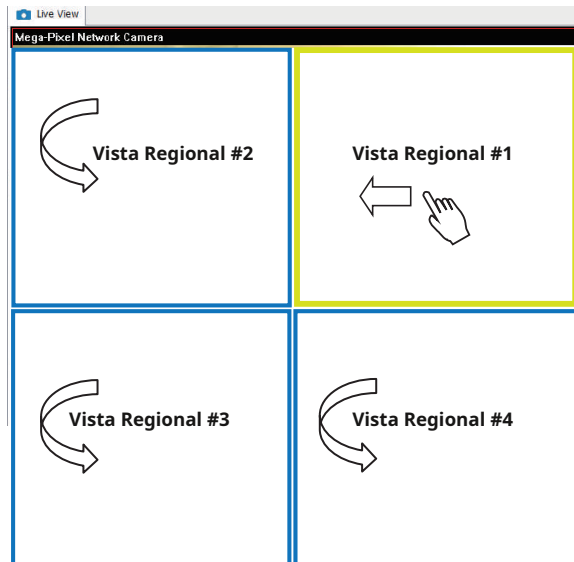 Live View
Mega-Pixel Network Camera
Vista Regional #2
Vista Regional #1
Vista Regional #3
Vista Regional #4